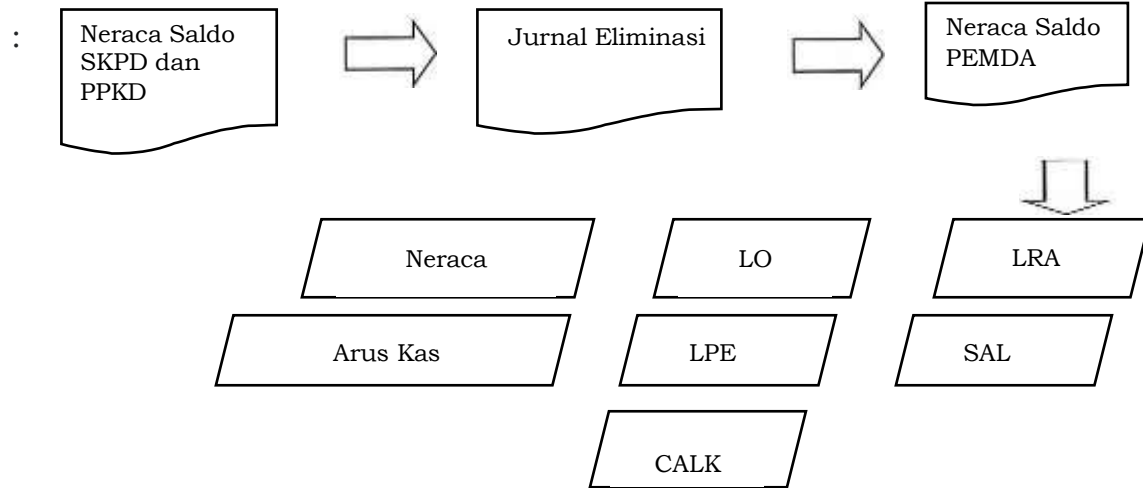 :
Neraca Saldo
SKPD dan
PPKD
Jurnal Eliminasi
Neraca Saldo
PEMDA
Neraca
LO
LRA
Arus Kas
LPE
SAL
CALK